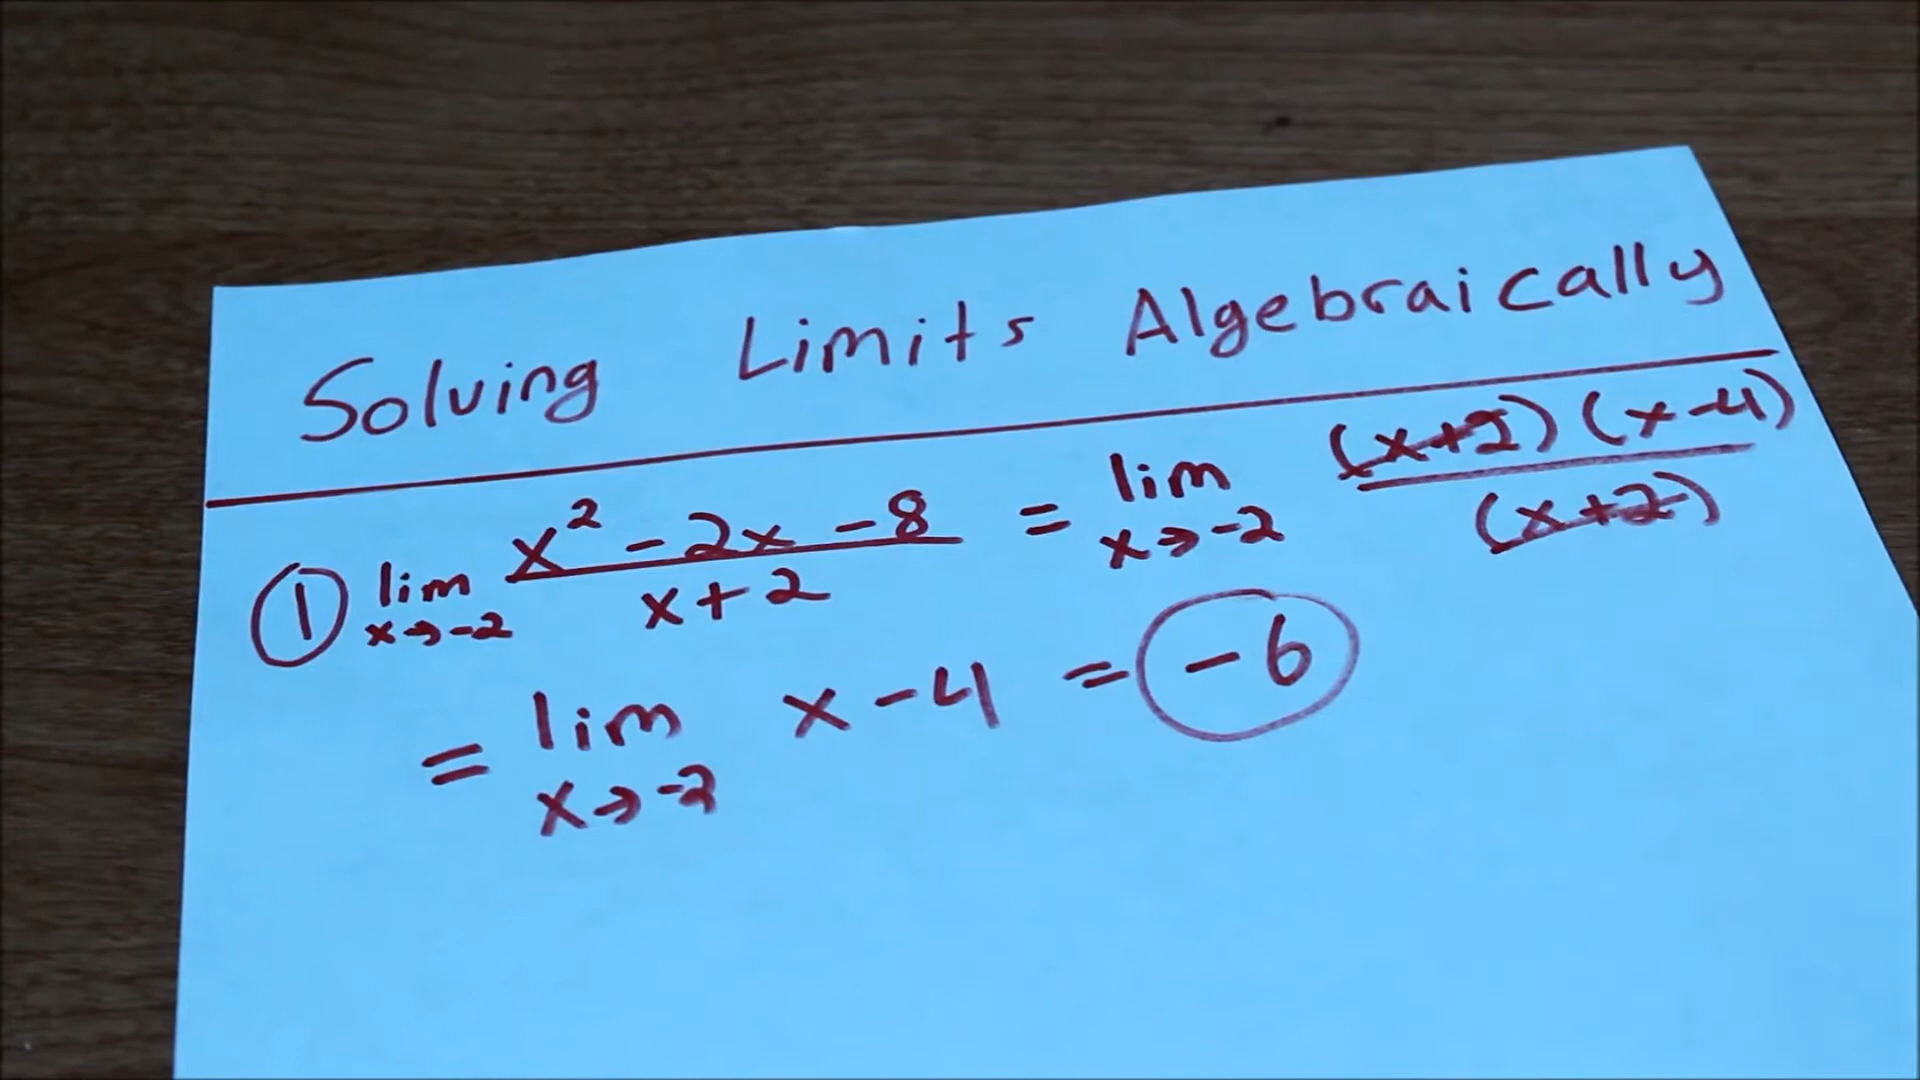 Solving Limits Algebraically
① lim x→-2 x² - 2x - 8 / x + 2 = lim x→-2 (x+2)(x-4) / (x+2)
= lim x→-2 x - 4 = -6